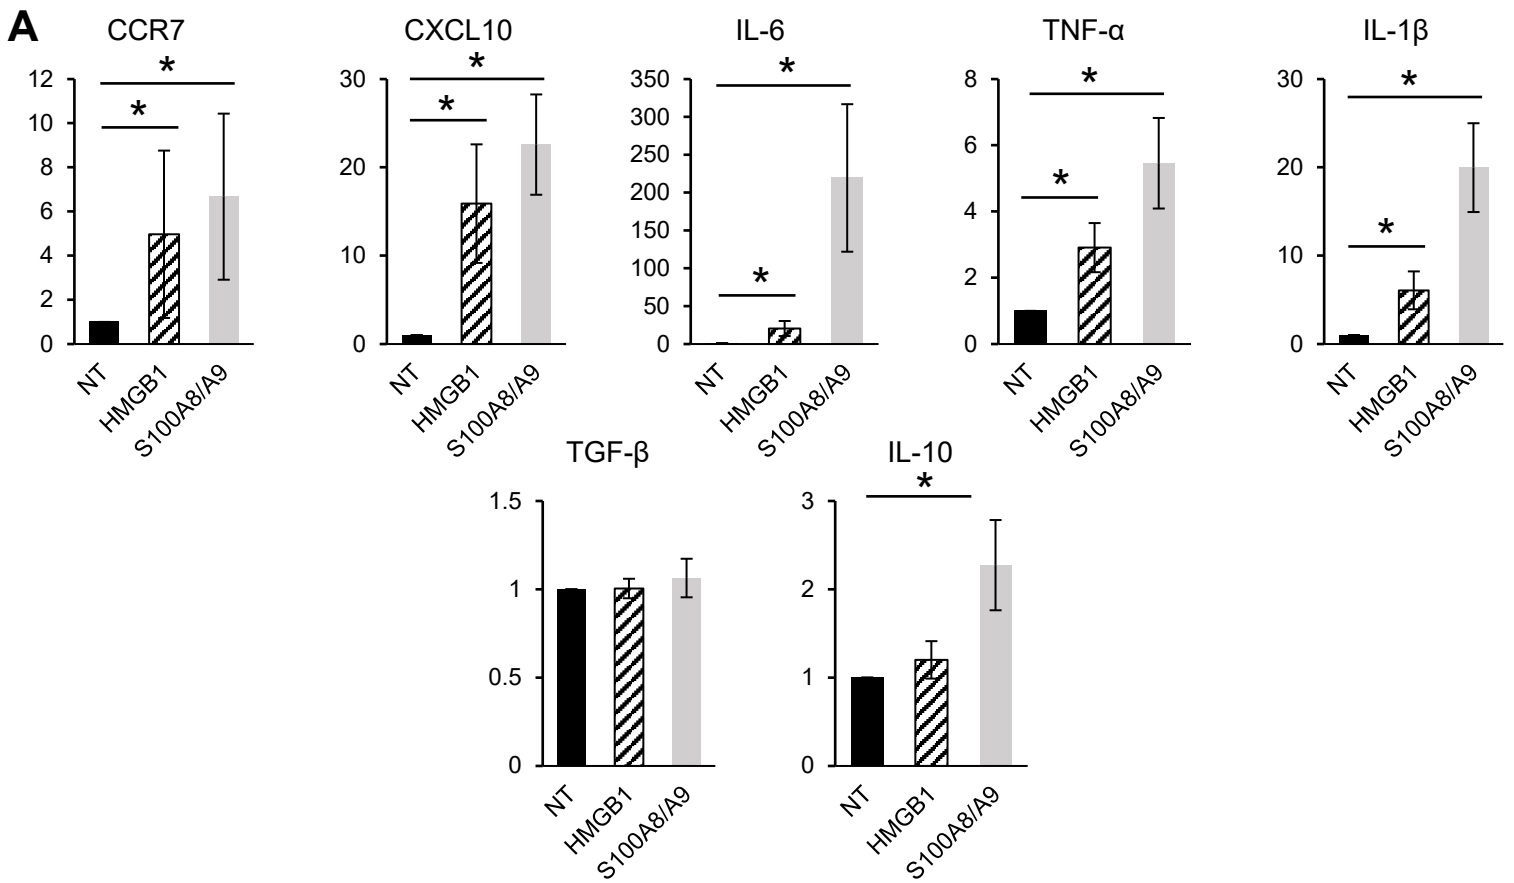 A
CCR7
CXCL10
IL-6
TNF-α
IL-1β
12
10
8
6
4
2
0
*
*
NT
HMGB1
S100A8/A9
30
20
10
0
*
*
NT
HMGB1
S100A8/A9
350
300
250
200
150
100
50
0
*
*
NT
HMGB1
S100A8/A9
8
6
4
2
0
*
*
NT
HMGB1
S100A8/A9
30
20
10
0
*
*
NT
HMGB1
S100A8/A9
TGF-β
1.5
1
0.5
0
NT
HMGB1
S100A8/A9
IL-10
3
2
1
0
*
NT
HMGB1
S100A8/A9